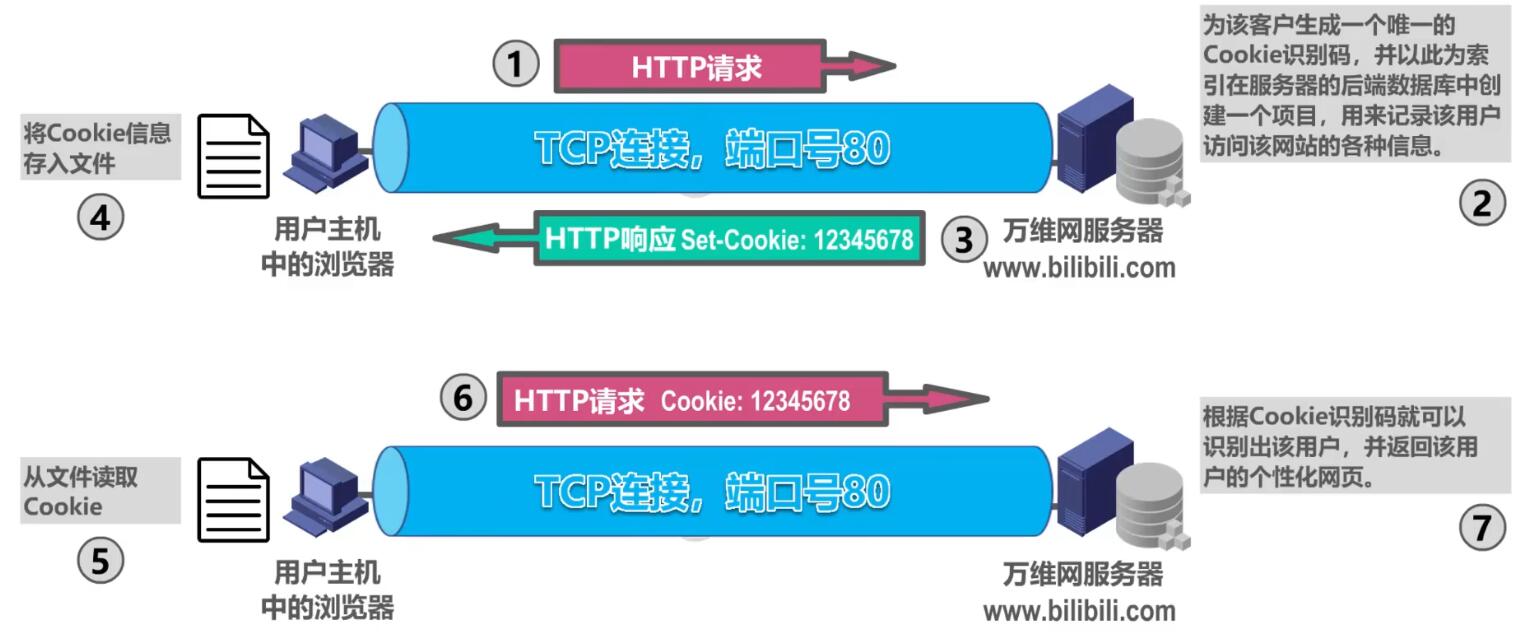 ① HTTP请求
为该客户生成一个唯一的
Cookie识别码，并以此为索
引在服务器的后端数据库中创
建一个项目，用来记录该用户
访问该网站的各种信息。
②
TCP连接，端口号80
将Cookie信息
存入文件
④
用户主机
中的浏览器
HTTP响应 Set-Cookie: 12345678
③
万维网服务器
www.bilibili.com
⑥ HTTP请求 Cookie: 12345678
从文件读取
Cookie
⑤
TCP连接，端口号80
根据Cookie识别码就可以
识别出该用户，并返回该用
户的个性化网页。
⑦
用户主机
中的浏览器
万维网服务器
www.bilibili.com